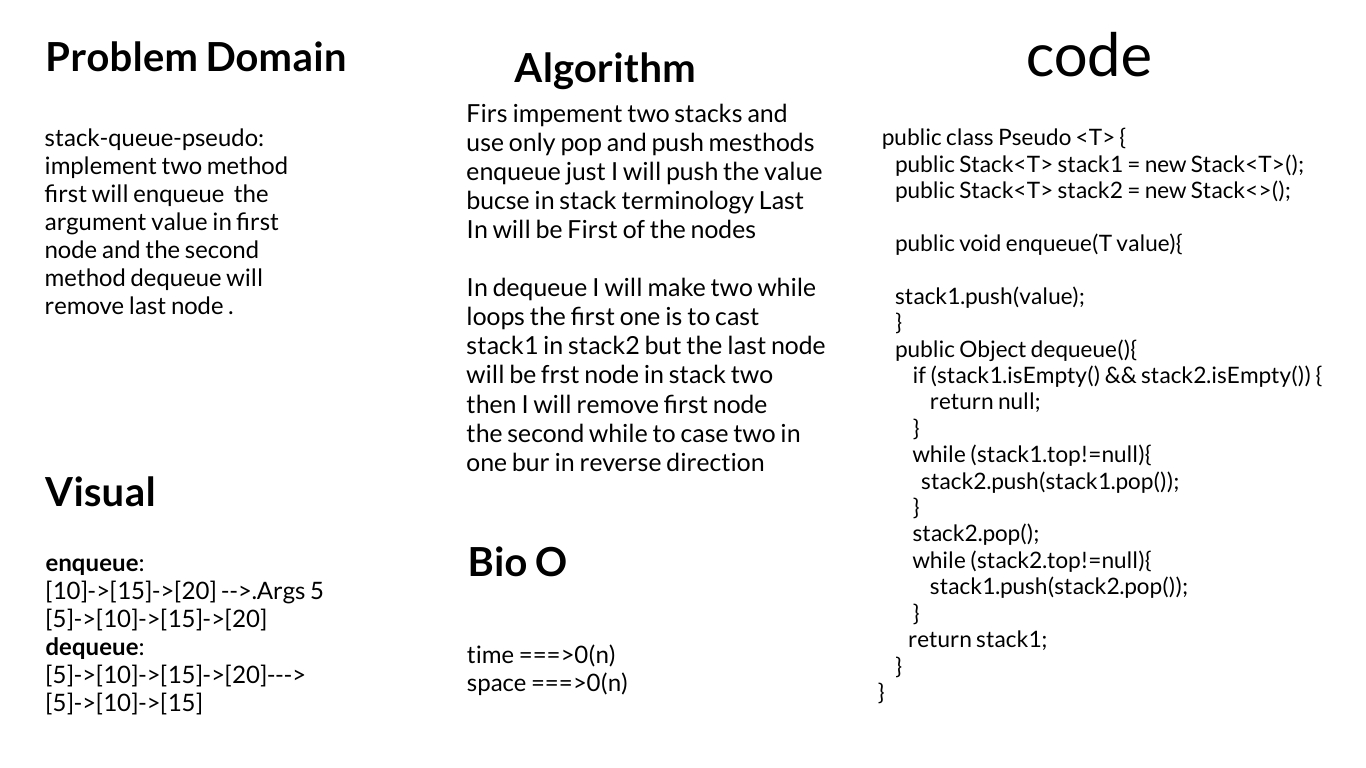 Problem Domain
stack-queue-pseudo:
implement two method
first will enqueue  the
argument value in first
node and the second
method dequeue will
remove last node .
Visual
enqueue:
[10]->[15]->[20] -->.Args 5
[5]->[10]->[15]->[20]
dequeue:
[5]->[10]->[15]->[20]--->
[5]->[10]->[15]
Algorithm
Firs impement two stacks and
use only pop and push mesthods
enqueue just I will push the value
bucse in stack terminology Last
In will be First of the nodes
In dequeue I will make two while
loops the first one is to cast
stack1 in stack2 but the last node
will be frst node in stack two
then I will remove first node
the second while to case two in
one bur in reverse direction
Bio O
time ===>0(n)
space ===>0(n)
code
public class Pseudo <T> {
public Stack<T> stack1 = new Stack<T>();
public Stack<T> stack2 = new Stack<>();
public void enqueue(T value){
stack1.push(value);
}
public Object dequeue(){
if (stack1.isEmpty() && stack2.isEmpty()) {
return null;
}
while (stack1.top!=null){
stack2.push(stack1.pop());
}
stack2.pop();
while (stack2.top!=null){
stack1.push(stack2.pop());
}
return stack1;
}
}